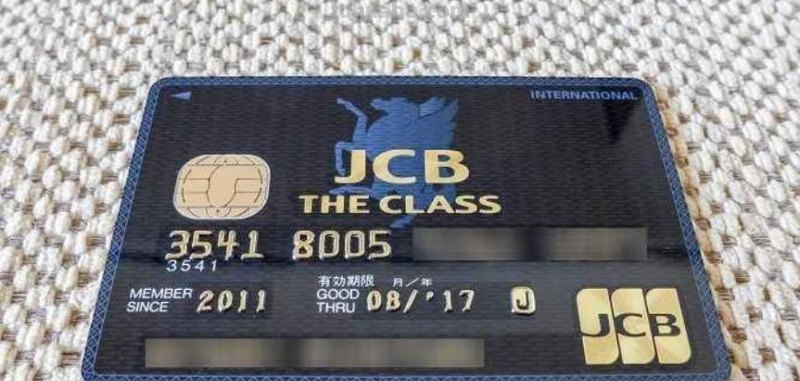 INTERNATIONAL
JCB
THE CLASS
3541 8005
3541
有効期限 月/年
MEMBER SINCE 2011 GOOD THRU 08/'17 J
JCB